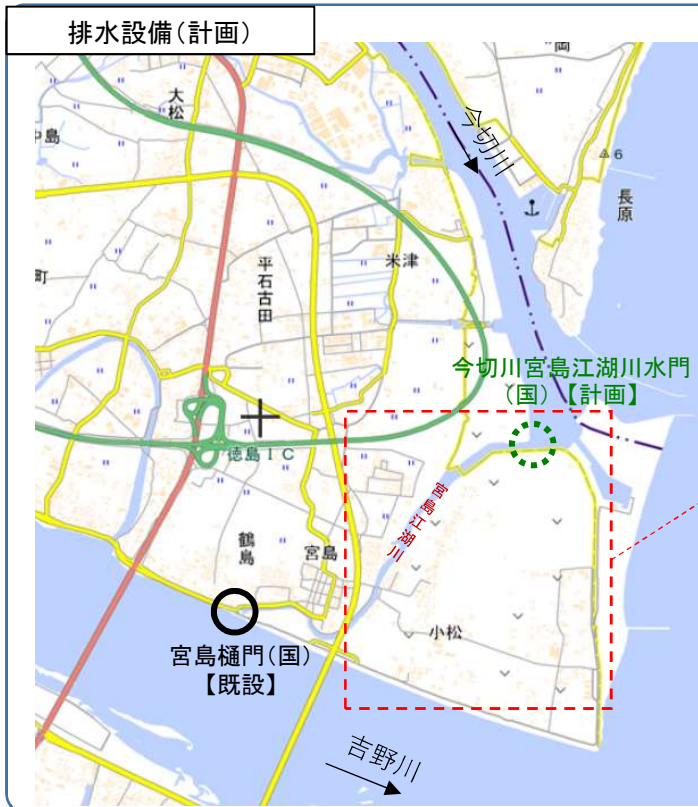 排水設備(計画)
岡
大松
中島
今切川
6
長原
町
平石古田
米津
今切川宮島江湖川水門
(国)【計画】
徳島IC
宮島江湖川
鶴島
宮島
小松
宮島樋門(国)
【既設】
吉野川